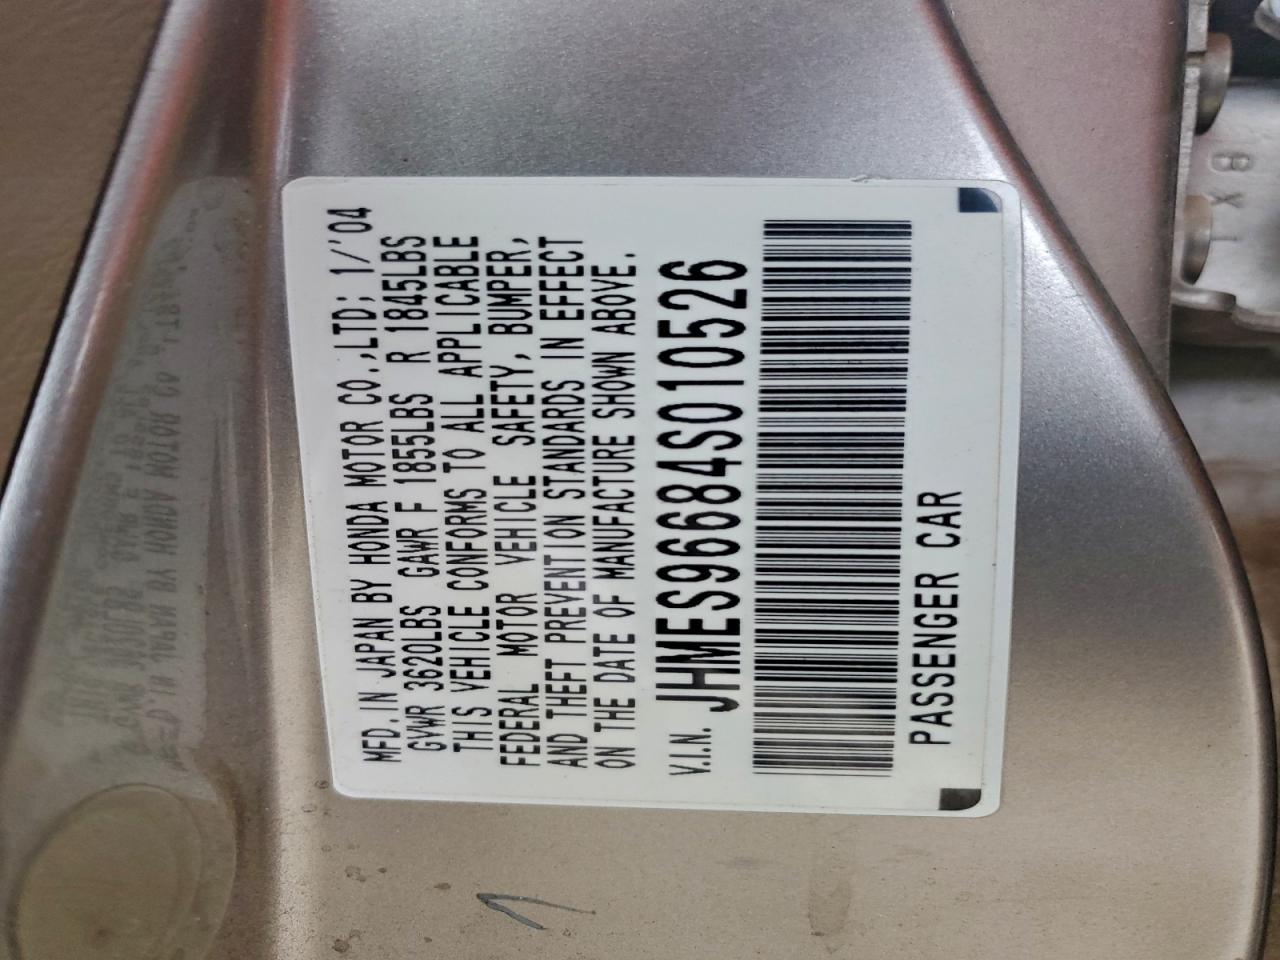 MFD. IN JAPAN BY HONDA MOTOR CO.,LTD; 1/'04
GVWR 3620LBS GAWR F 1855LBS R 1845LBS
THIS VEHICLE CONFORMS TO ALL APPLICABLE
FEDERAL MOTOR VEHICLE SAFETY, BUMPER,
AND THEFT PREVENTION STANDARDS IN EFFECT
ON THE DATE OF MANUFACTURE SHOWN ABOVE.
V.I.N. JHMES96684S010526
PASSENGER CAR